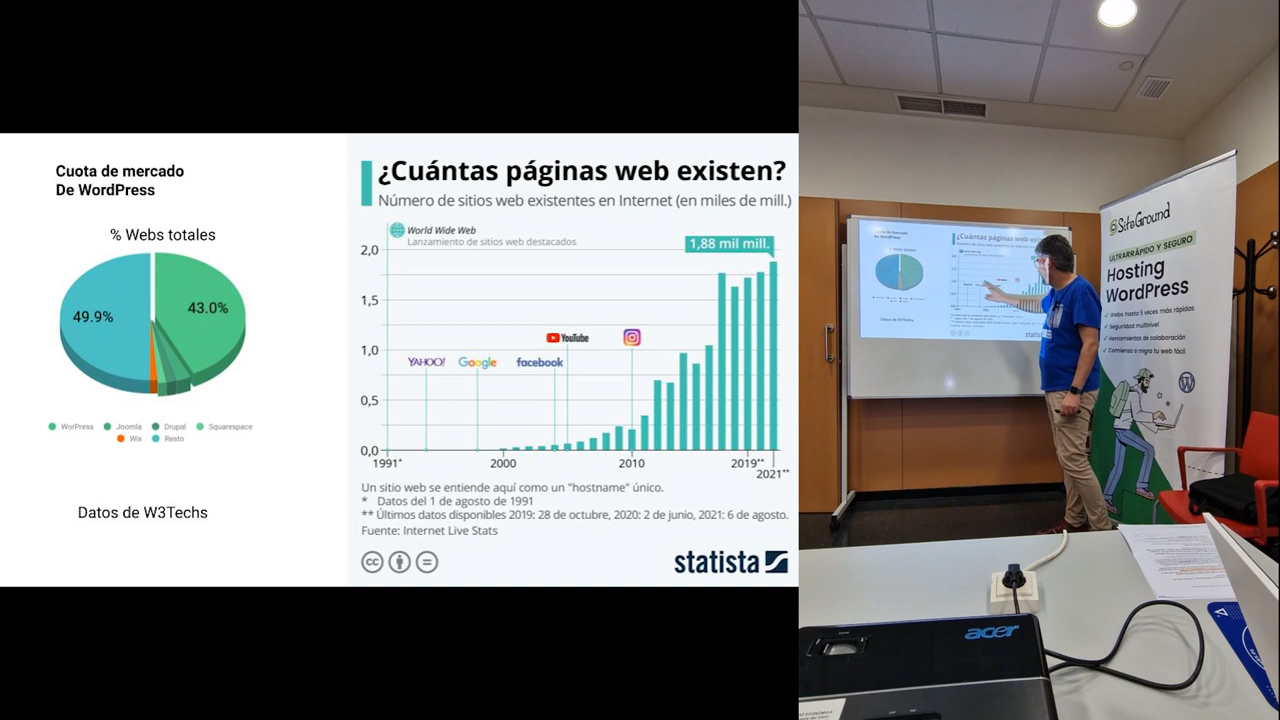 Cuota de mercado
De WordPress
% Webs totales
49.9%
43.0%
WorPress
Joomla
Drupal
Squarespace
Wix
Resto
Datos de W3Techs
¿Cuántas páginas web existen?
Número de sitios web existentes en Internet (en miles de mill.)
World Wide Web
Lanzamiento de sitios web destacados
1,88 mil mill.
2,0
1,5
1,0
0,5
0,0
YAHOO!
Google
facebook
YouTube
1991*
2000
2010
2019**
2021**
Un sitio web se entiende aquí como un "hostname" único.
* Datos del 1 de agosto de 1991
** Últimos datos disponibles 2019: 28 de octubre, 2020: 2 de junio, 2021: 6 de agosto.
Fuente: Internet Live Stats
cc
statista
De WordPress
¿Cuántas páginas web
SiteGround
ULTRARRÁPIDO Y SEGURO
Hosting
WordPress
Webs hasta 5 veces más rápidas
Seguridad multinivel
Herramientas de colaboración
Comienza o migra tu web fácil
acer